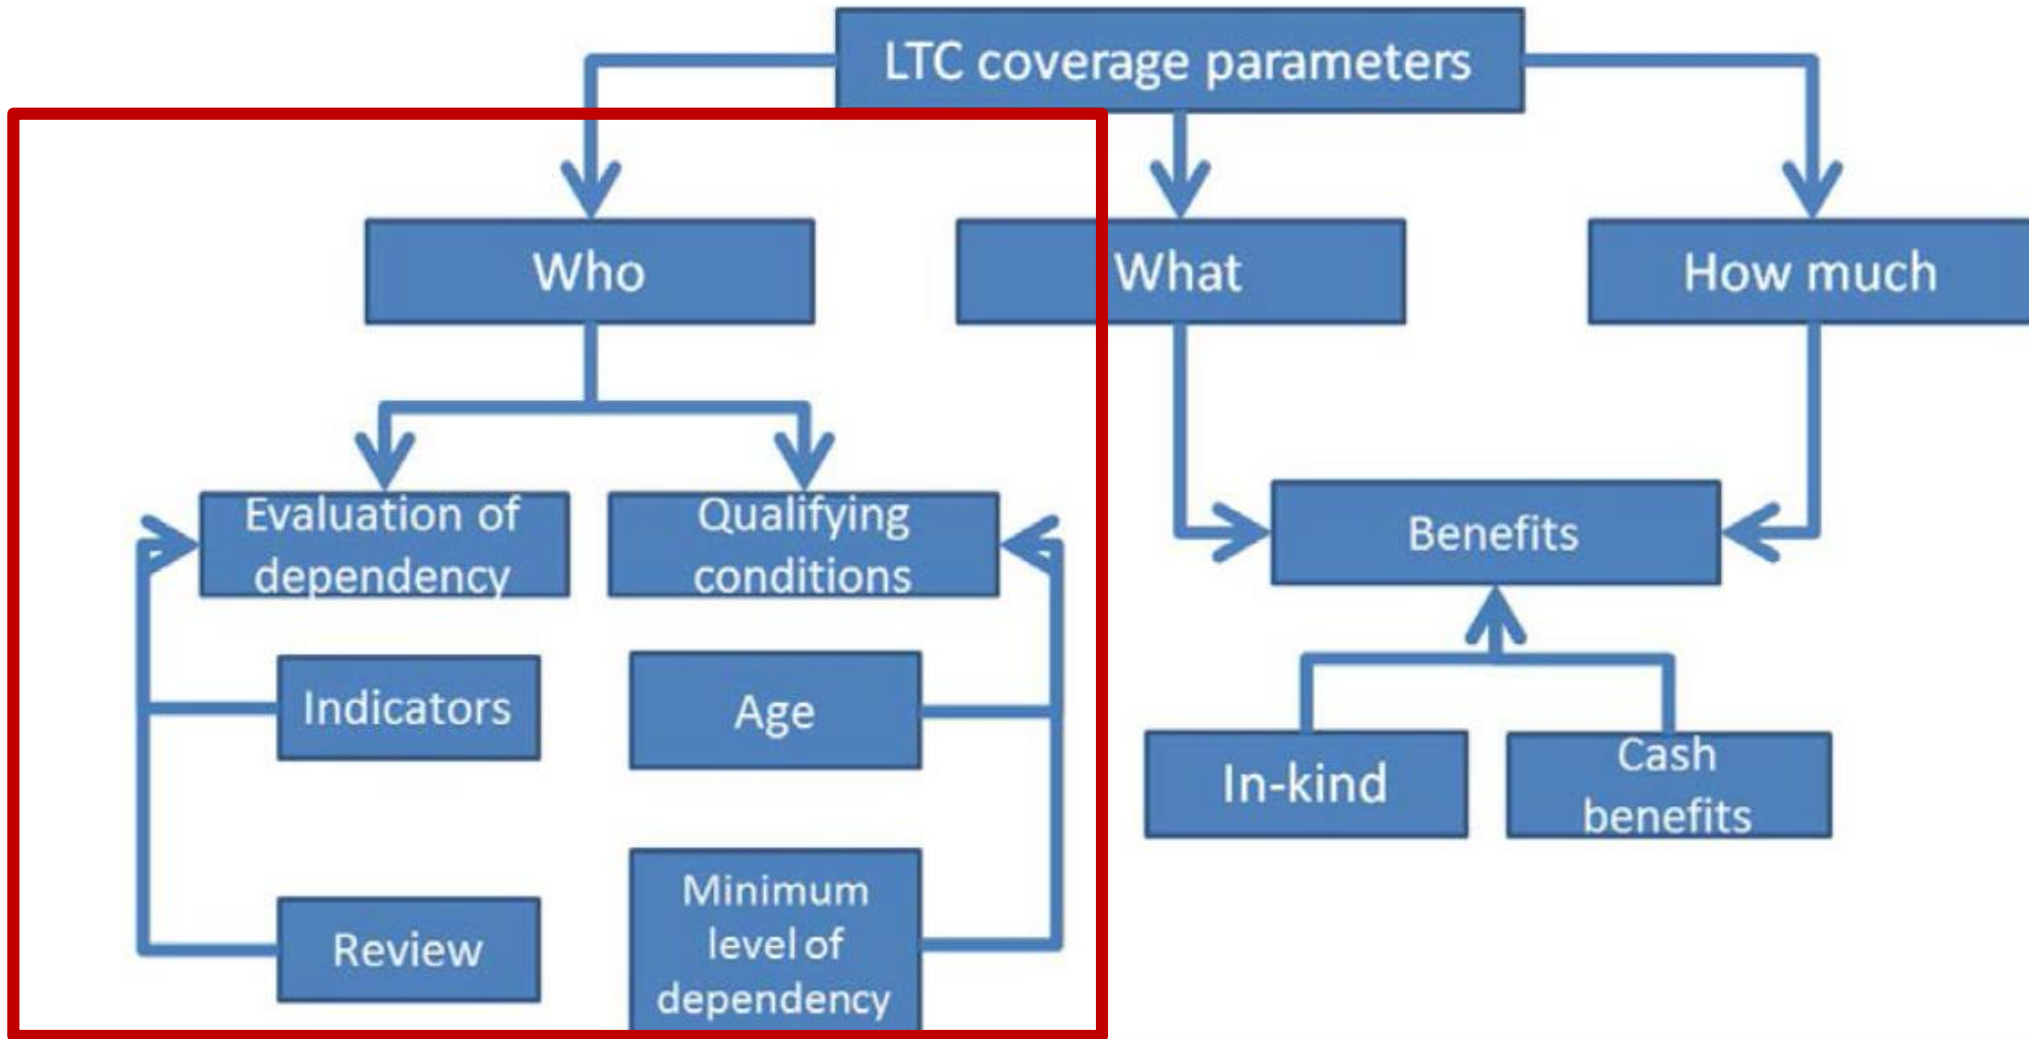 LTC coverage parameters
Who
What
How much
Evaluation of
dependency
Qualifying
conditions
Benefits
Indicators
Age
In-kind
Cash
benefits
Review
Minimum
level of
dependency